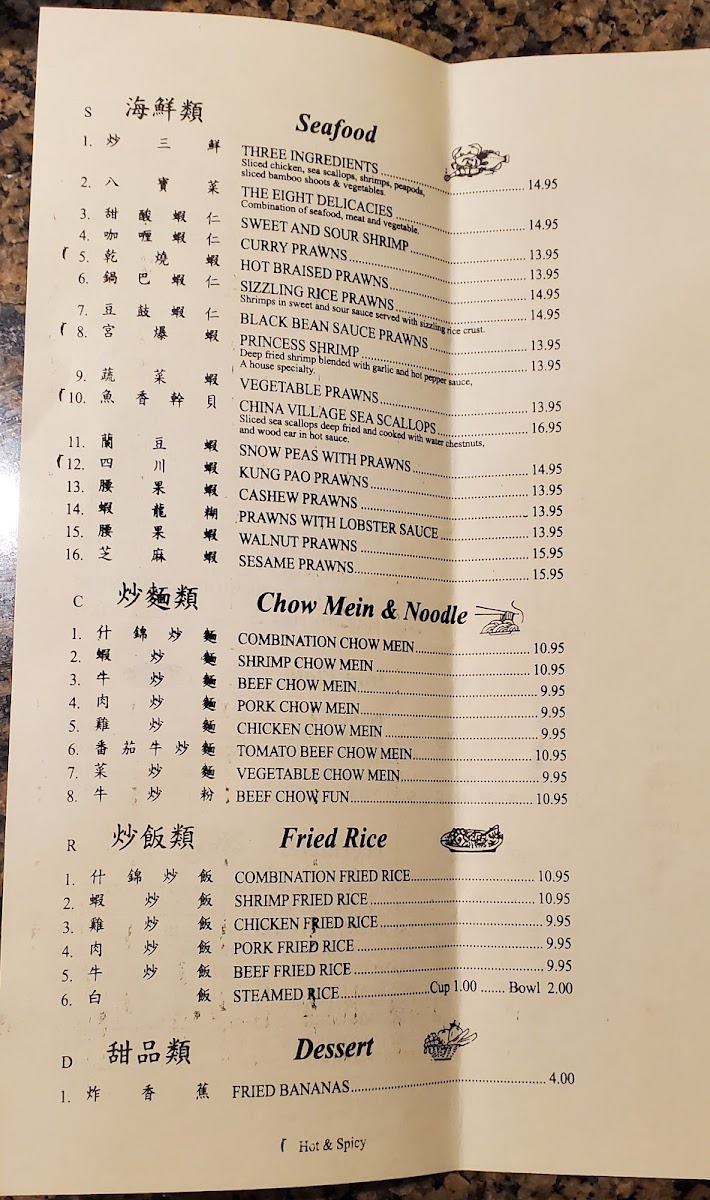 S 海鮮類 Seafood
1. 炒三鮮 THREE INGREDIENTS 14.95
Sliced chicken, sea scallops, shrimps, peapods,
sliced bamboo shoots & vegetables.
2. 八寶菜 THE EIGHT DELICACIES 14.95
Combination of seafood, meat and vegetable.
3. 甜酸蝦仁 SWEET AND SOUR SHRIMP 13.95
4. 咖喱蝦仁 CURRY PRAWNS 13.95
5. 乾燒蝦 HOT BRAISED PRAWNS 14.95
6. 鍋巴蝦仁 SIZZLING RICE PRAWNS 14.95
Shrimps in sweet and sour sauce served with sizzling rice crust.
7. 豆鼓蝦仁 BLACK BEAN SAUCE PRAWNS 13.95
8. 宮爆蝦 PRINCESS SHRIMP 13.95
Deep fried shrimp blended with garlic and hot pepper sauce,
A house specialty.
9. 蔬菜蝦 VEGETABLE PRAWNS 13.95
10. 魚香幹貝 CHINA VILLAGE SEA SCALLOPS 16.95
Sliced sea scallops deep fried and cooked with water chestnuts,
and wood ear in hot sauce.
11. 蘭豆蝦 SNOW PEAS WITH PRAWNS 14.95
12. 四川蝦 KUNG PAO PRAWNS 13.95
13. 腰果蝦 CASHEW PRAWNS 13.95
14. 蝦龍糊 PRAWNS WITH LOBSTER SAUCE 13.95
15. 腰果蝦 WALNUT PRAWNS 15.95
16. 芝麻蝦 SESAME PRAWNS 15.95
C 炒麵類 Chow Mein & Noodle
1. 什錦炒麵 COMBINATION CHOW MEIN 10.95
2. 蝦炒麵 SHRIMP CHOW MEIN 10.95
3. 牛炒麵 BEEF CHOW MEIN 9.95
4. 肉炒麵 PORK CHOW MEIN 9.95
5. 雞炒麵 CHICKEN CHOW MEIN 9.95
6. 番茄牛炒麵 TOMATO BEEF CHOW MEIN 10.95
7. 菜炒麵 VEGETABLE CHOW MEIN 9.95
8. 牛炒粉 BEEF CHOW FUN 10.95
R 炒飯類 Fried Rice
1. 什錦炒飯 COMBINATION FRIED RICE 10.95
2. 蝦炒飯 SHRIMP FRIED RICE 10.95
3. 雞炒飯 CHICKEN FRIED RICE 9.95
4. 肉炒飯 PORK FRIED RICE 9.95
5. 牛炒飯 BEEF FRIED RICE 9.95
6. 白飯 STEAMED RICE Cup 1.00 Bowl 2.00
D 甜品類 Dessert
1. 炸香蕉 FRIED BANANAS 4.00
Hot & Spicy